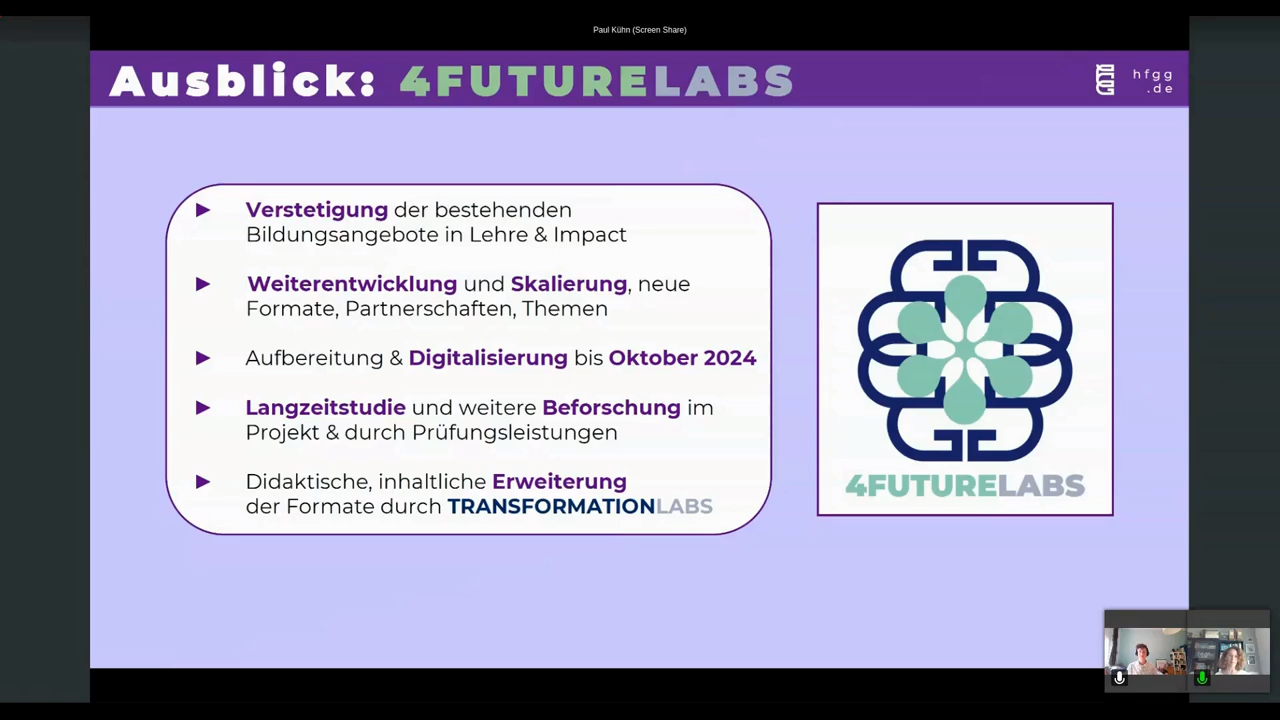 Paul Kühn (Screen Share)
Ausblick: 4FUTURELABS
hfgg
.de
Verstetigung der bestehenden
Bildungsangebote in Lehre & Impact
Weiterentwicklung und Skalierung, neue
Formate, Partnerschaften, Themen
Aufbereitung & Digitalisierung bis Oktober 2024
Langzeitstudie und weitere Beforschung im
Projekt & durch Prüfungsleistungen
Didaktische, inhaltliche Erweiterung
der Formate durch TRANSFORMATIONLABS
4FUTURELABS